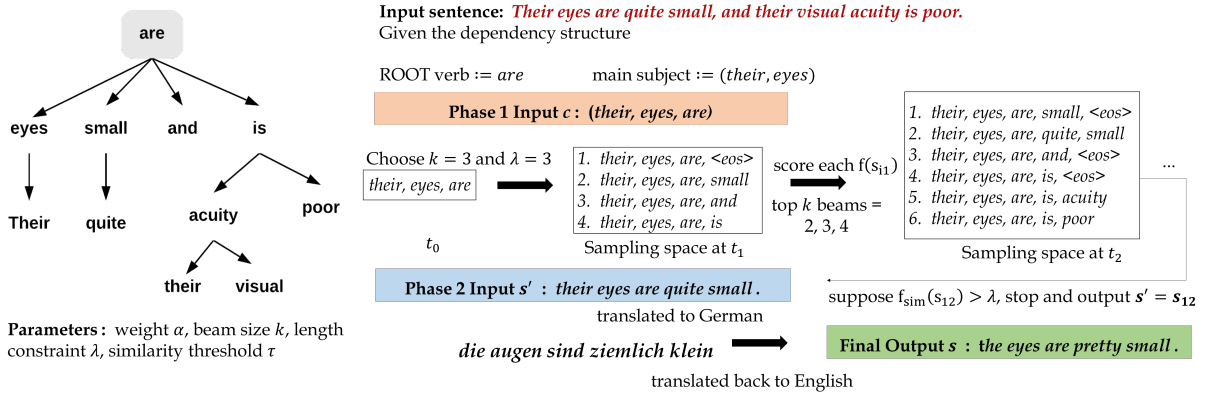 are
eyes small and is
Their quite acuity poor
their visual
Parameters : weight α, beam size k, length
constraint λ, similarity threshold τ
Input sentence: Their eyes are quite small, and their visual acuity is poor.
Given the dependency structure
ROOT verb := are main subject := (their, eyes)
Phase 1 Input c : (their, eyes, are)
Choose k = 3 and λ = 3
their, eyes, are
t₀
1. their, eyes, are, <eos>
2. their, eyes, are, small
3. their, eyes, are, and
4. their, eyes, are, is
Sampling space at t₁
score each f(sᵢ₁)
top k beams =
2, 3, 4
1. their, eyes, are, small, <eos>
2. their, eyes, are, quite, small
3. their, eyes, are, and, <eos>
4. their, eyes, are, is, <eos>
5. their, eyes, are, is, acuity
6. their, eyes, are, is, poor
Sampling space at t₂
...
suppose fsim(s₁₂) > λ, stop and output s′ = s₁₂
Phase 2 Input s′ : their eyes are quite small .
translated to German
die augen sind ziemlich klein
translated back to English
Final Output s : the eyes are pretty small .